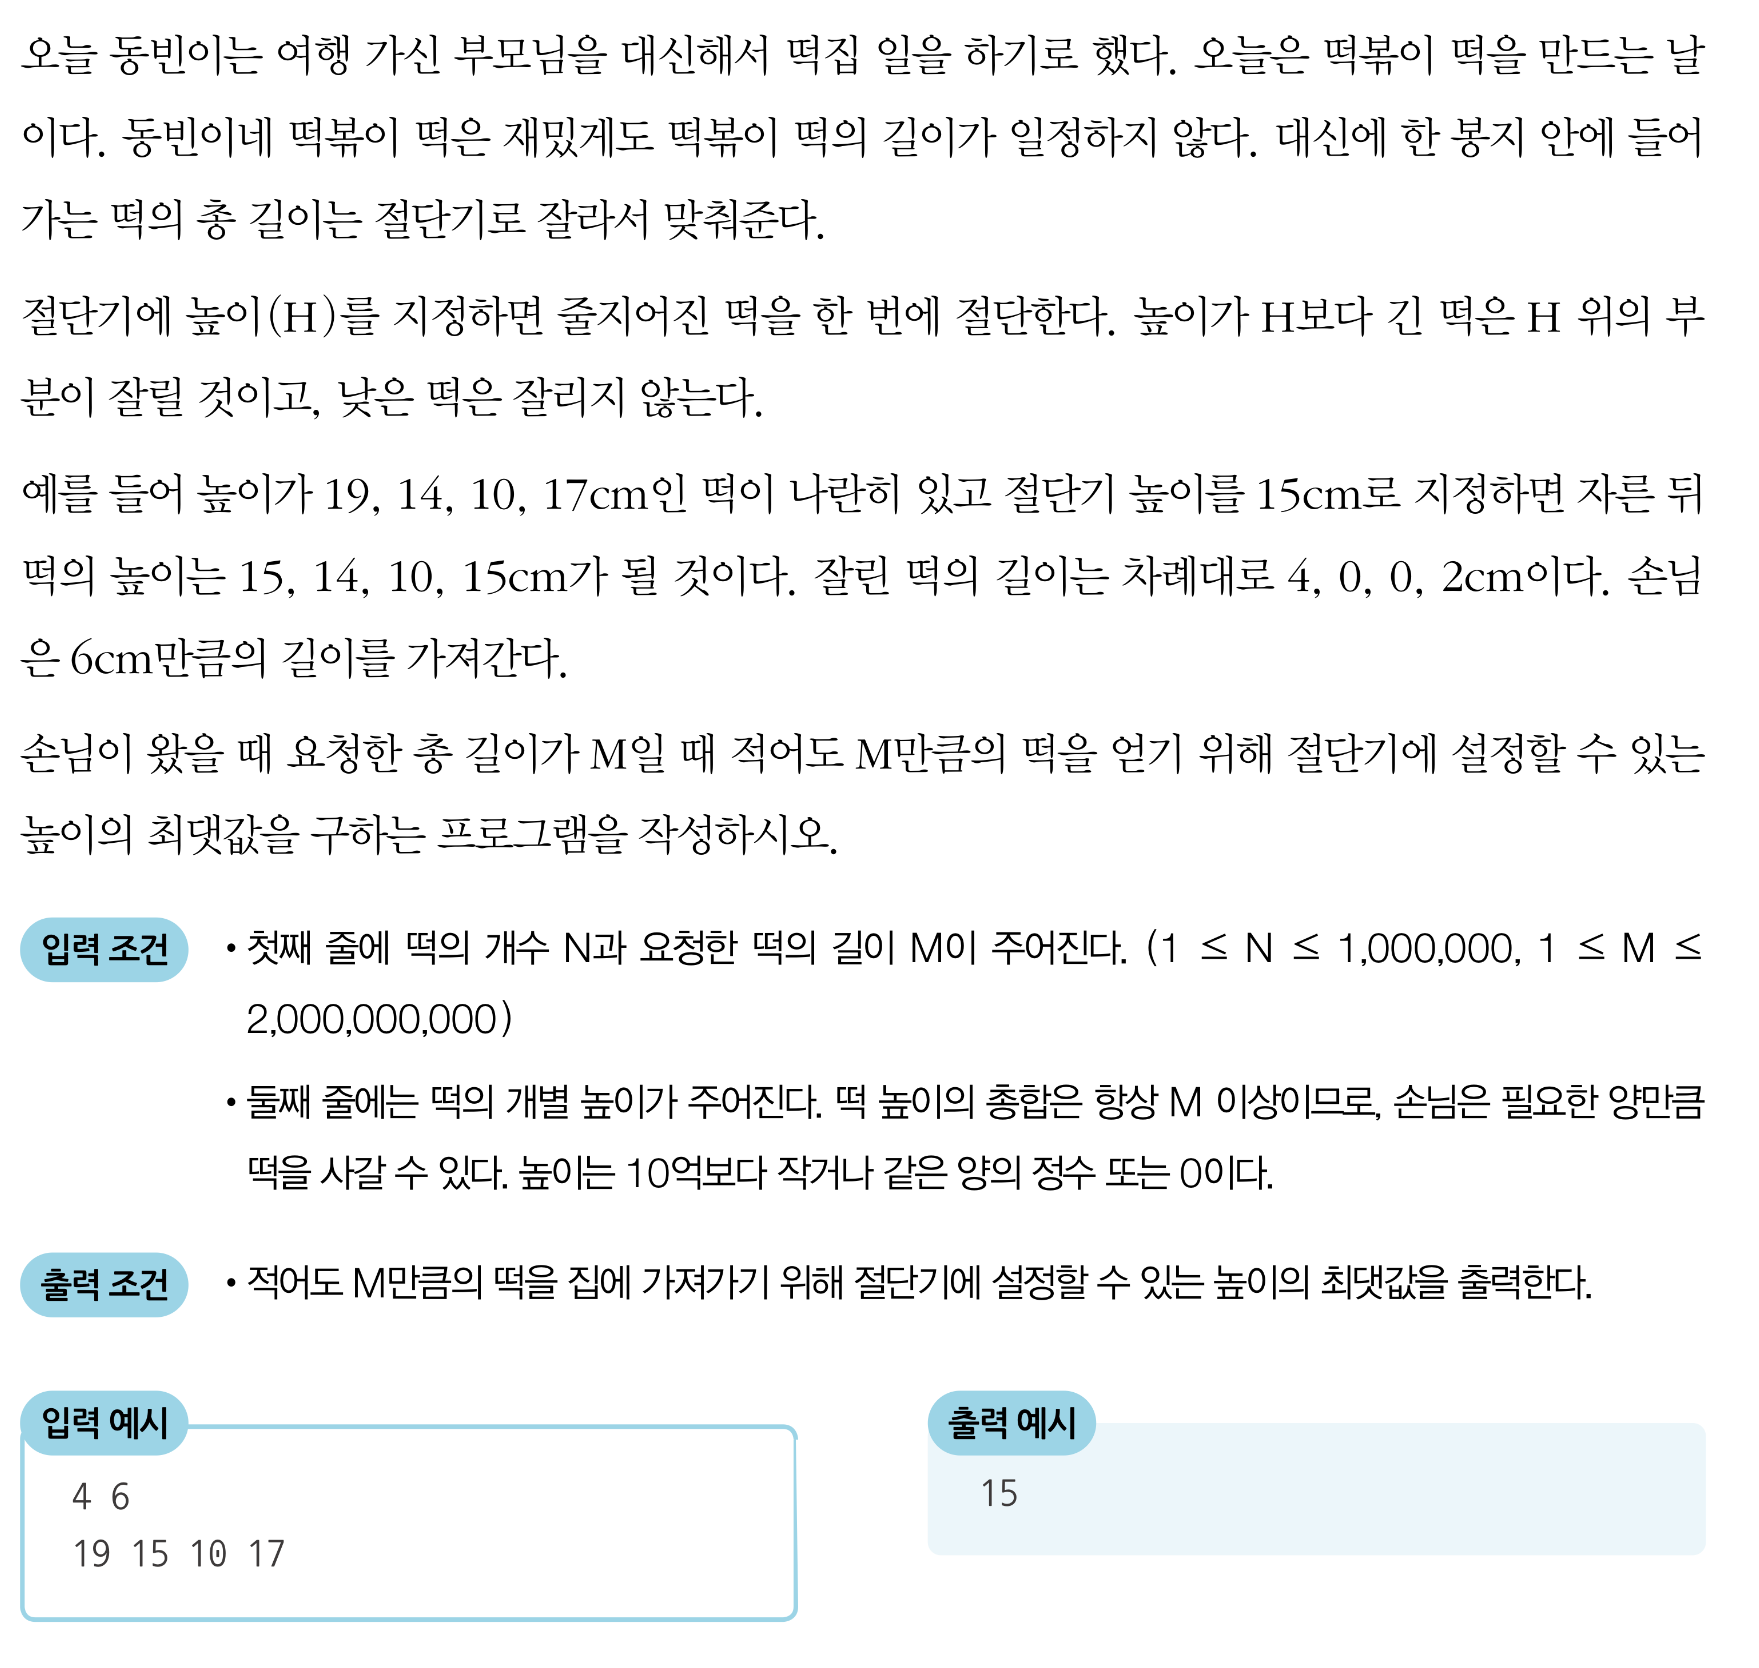 오늘 동빈이는 여행 가신 부모님을 대신해서 떡집 일을 하기로 했다. 오늘은 떡볶이 떡을 만드는 날
이다. 동빈이네 떡볶이 떡은 재밌게도 떡볶이 떡의 길이가 일정하지 않다. 대신에 한 봉지 안에 들어
가는 떡의 총 길이는 절단기로 잘라서 맞춰준다.
절단기에 높이(H)를 지정하면 줄지어진 떡을 한 번에 절단한다. 높이가 H보다 긴 떡은 H 위의 부
분이 잘릴 것이고, 낮은 떡은 잘리지 않는다.
예를 들어 높이가 19, 14, 10, 17cm인 떡이 나란히 있고 절단기 높이를 15cm로 지정하면 자른 뒤
떡의 높이는 15, 14, 10, 15cm가 될 것이다. 잘린 떡의 길이는 차례대로 4, 0, 0, 2cm이다. 손님
은 6cm만큼의 길이를 가져간다.
손님이 왔을 때 요청한 총 길이가 M일 때 적어도 M만큼의 떡을 얻기 위해 절단기에 설정할 수 있는
높이의 최댓값을 구하는 프로그램을 작성하시오.
입력 조건 • 첫째 줄에 떡의 개수 N과 요청한 떡의 길이 M이 주어진다. (1 ≤ N ≤ 1,000,000, 1 ≤ M ≤
2,000,000,000)
• 둘째 줄에는 떡의 개별 높이가 주어진다. 떡 높이의 총합은 항상 M 이상이므로, 손님은 필요한 양만큼
떡을 사갈 수 있다. 높이는 10억보다 작거나 같은 양의 정수 또는 0이다.
출력 조건 • 적어도 M만큼의 떡을 집에 가져가기 위해 절단기에 설정할 수 있는 높이의 최댓값을 출력한다.
입력 예시
4 6
19 15 10 17
출력 예시
15